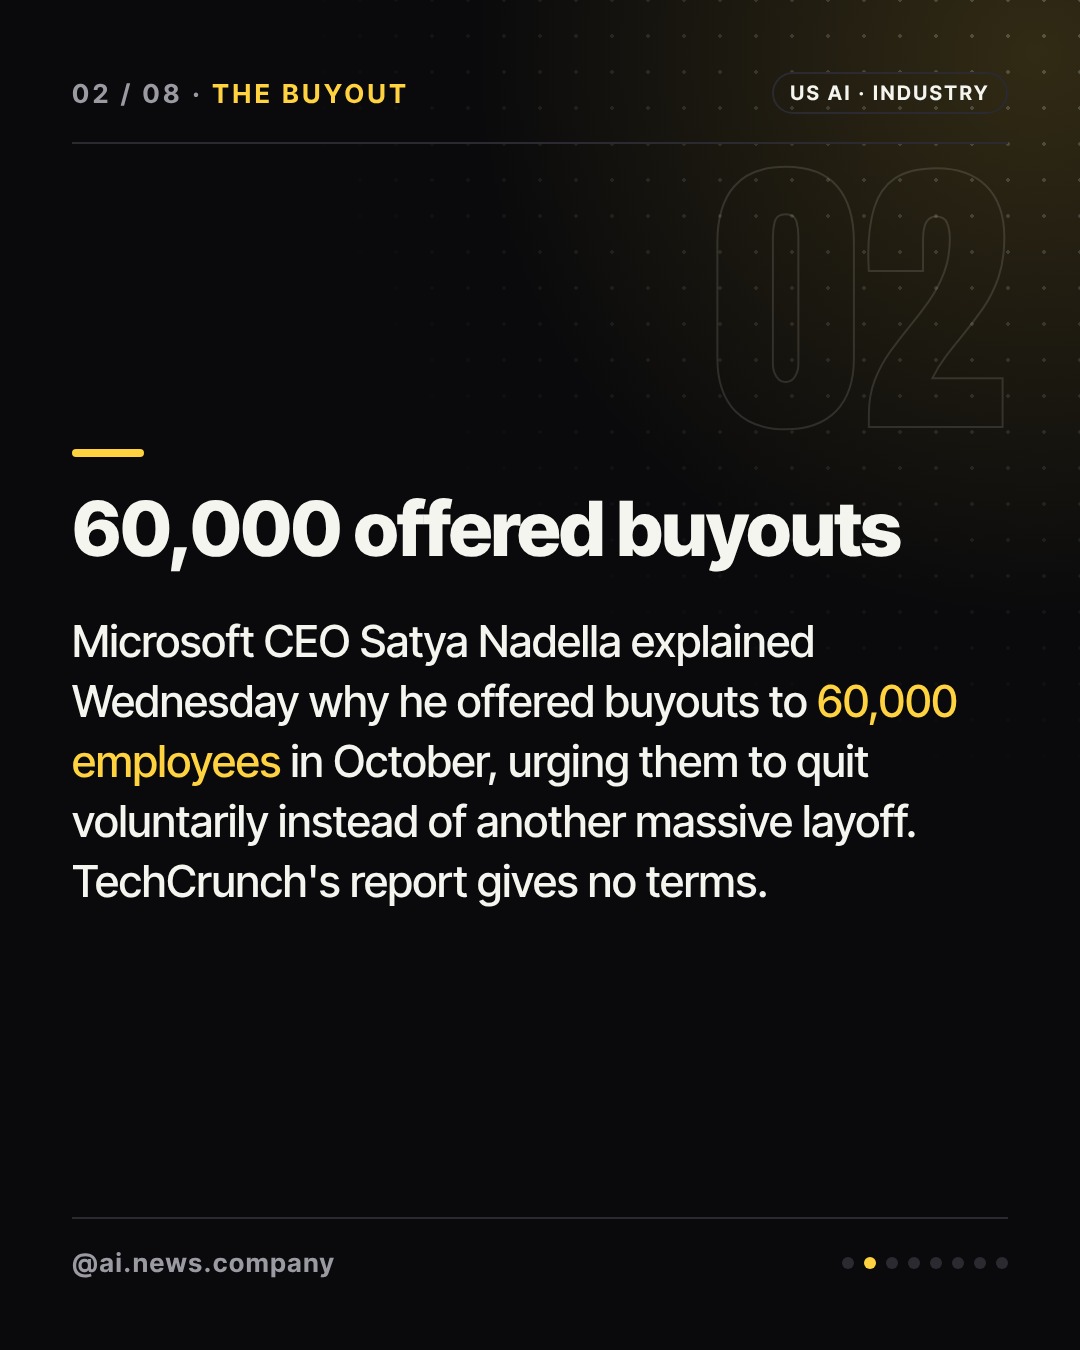 02 / 08 · THE BUYOUT
US AI · INDUSTRY
02
60,000 offered buyouts
Microsoft CEO Satya Nadella explained
Wednesday why he offered buyouts to 60,000
employees in October, urging them to quit
voluntarily instead of another massive layoff.
TechCrunch's report gives no terms.
@ai.news.company